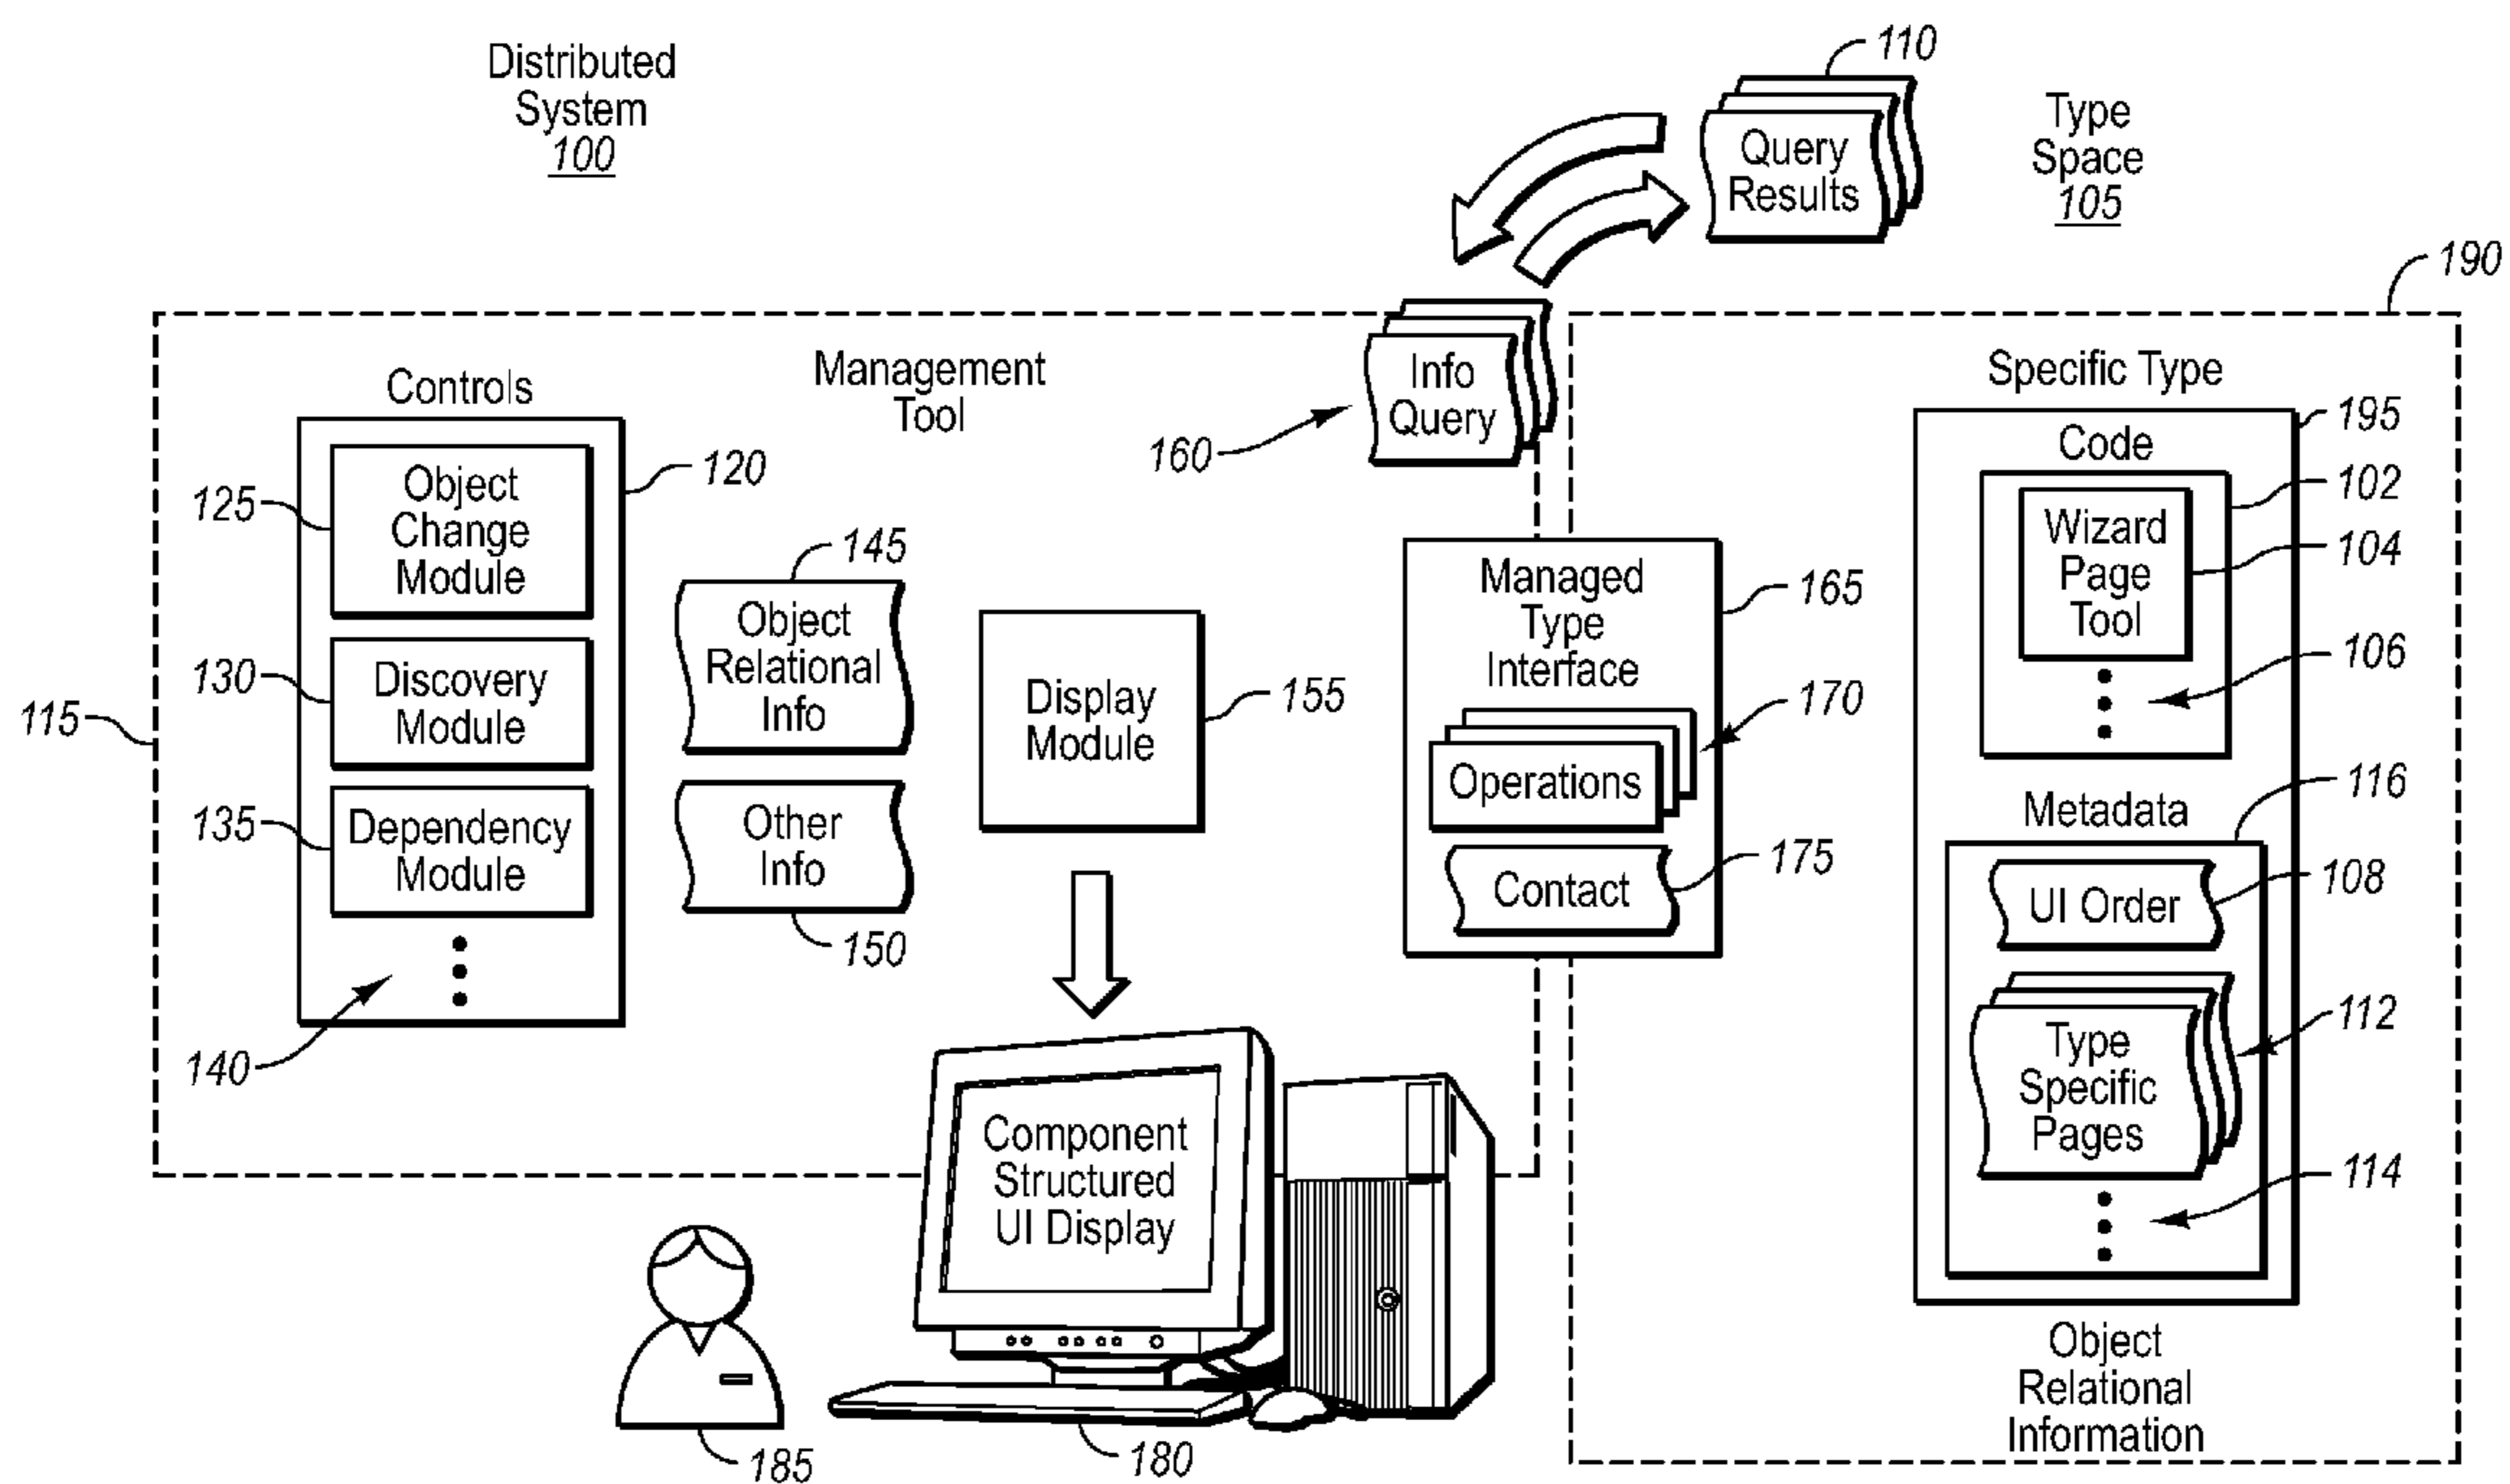 Distributed
System
100
110
Query
Results
Type
Space
105
190
Management
Tool
Controls
120
125
Object
Change
Module
130
Discovery
Module
135
Dependency
Module
140
115
145
Object
Relational
Info
Other
Info
150
Display
Module
155
Info
Query
160
Managed
Type
Interface
165
170
Operations
Contact
175
Specific Type
195
Code
102
Wizard
Page
Tool
104
106
Metadata
116
UI Order
108
Type
Specific
Pages
112
114
Object
Relational
Information
Component
Structured
UI Display
180
185